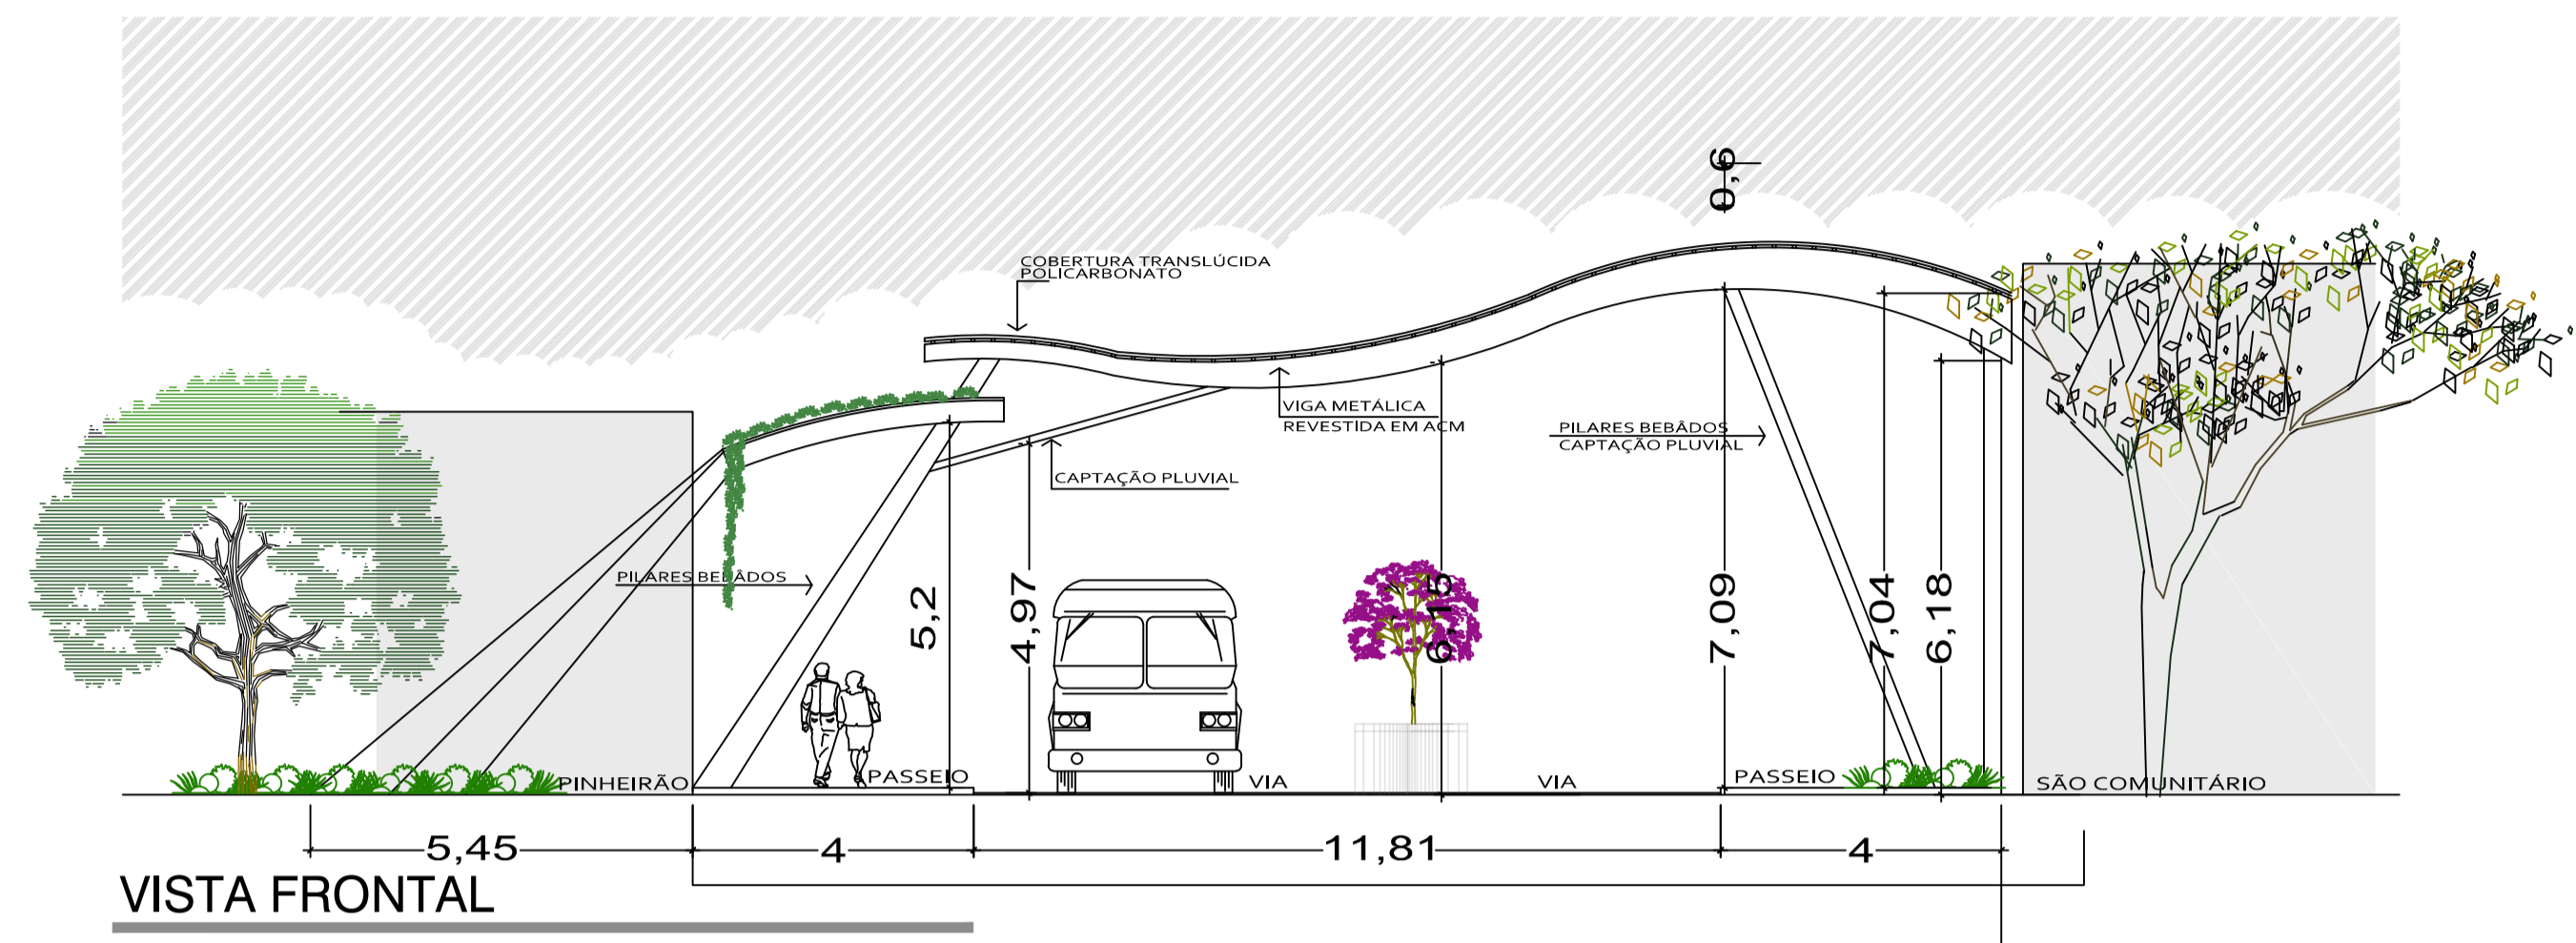 0,6
COBERTURA TRANSLÚCIDA
POLICARBONATO
VIGA METÁLICA
REVESTIDA EM ACM
PILARES BEBÂDOS
CAPTAÇÃO PLUVIAL
CAPTAÇÃO PLUVIAL
PILARES BEBÂDOS
5,2
4,97
6,15
7,09
7,04
6,18
PINHEIRÃO
PASSEIO
VIA
VIA
PASSEIO
SÃO COMUNITÁRIO
5,45
4
11,81
4
VISTA FRONTAL